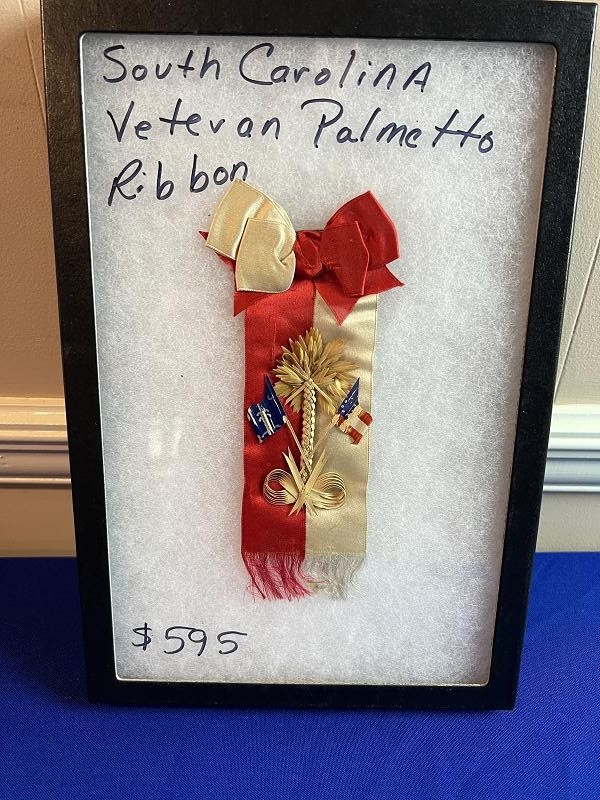 South Carolina
Veteran Palmetto
Ribbon
$595